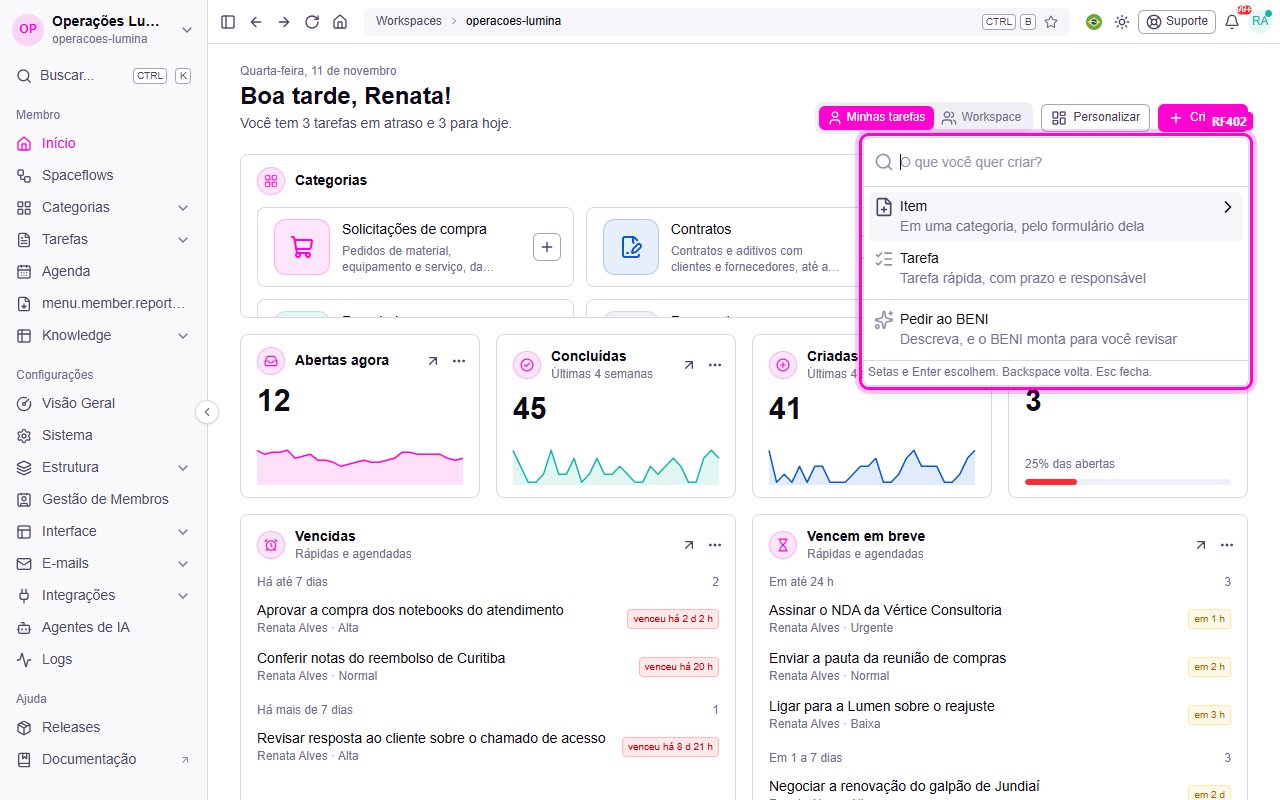 OP
Operações Lu...
operacoes-lumina
Buscar...
CTRL
K
Membro
Início
Spaceflows
Categorias
Tarefas
Agenda
menu.member.report...
Knowledge
Configurações
Visão Geral
Sistema
Estrutura
Gestão de Membros
Interface
E-mails
Integrações
Agentes de IA
Logs
Ajuda
Releases
Documentação
Workspaces
operacoes-lumina
CTRL
B
Suporte
99+
RA
Quarta-feira, 11 de novembro
Boa tarde, Renata!
Você tem 3 tarefas em atraso e 3 para hoje.
Minhas tarefas
Workspace
Personalizar
RF402
O que você quer criar?
Item
Em uma categoria, pelo formulário dela
Tarefa
Tarefa rápida, com prazo e responsável
Pedir ao BENI
Descreva, e o BENI monta para você revisar
Setas e Enter escolhem. Backspace volta. Esc fecha.
Categorias
Solicitações de compra
Pedidos de material,
equipamento e serviço, da...
Contratos
Contratos e aditivos com
clientes e fornecedores, até a...
Abertas agora
12
Concluídas
Últimas 4 semanas
45
Criadas
Últimas 4
41
3
25% das abertas
Vencidas
Rápidas e agendadas
Há até 7 dias
2
Aprovar a compra dos notebooks do atendimento
Renata Alves · Alta
venceu há 2 d 2 h
Conferir notas do reembolso de Curitiba
Renata Alves · Normal
venceu há 20 h
Há mais de 7 dias
1
Revisar resposta ao cliente sobre o chamado de acesso
Renata Alves · Alta
venceu há 8 d 21 h
Vencem em breve
Rápidas e agendadas
Em até 24 h
3
Assinar o NDA da Vértice Consultoria
Renata Alves · Urgente
em 1 h
Enviar a pauta da reunião de compras
Renata Alves · Normal
em 2 h
Ligar para a Lumen sobre o reajuste
Renata Alves · Baixa
em 3 h
Em 1 a 7 dias
3
Negociar a renovação do galpão de Jundiaí
em 2 d